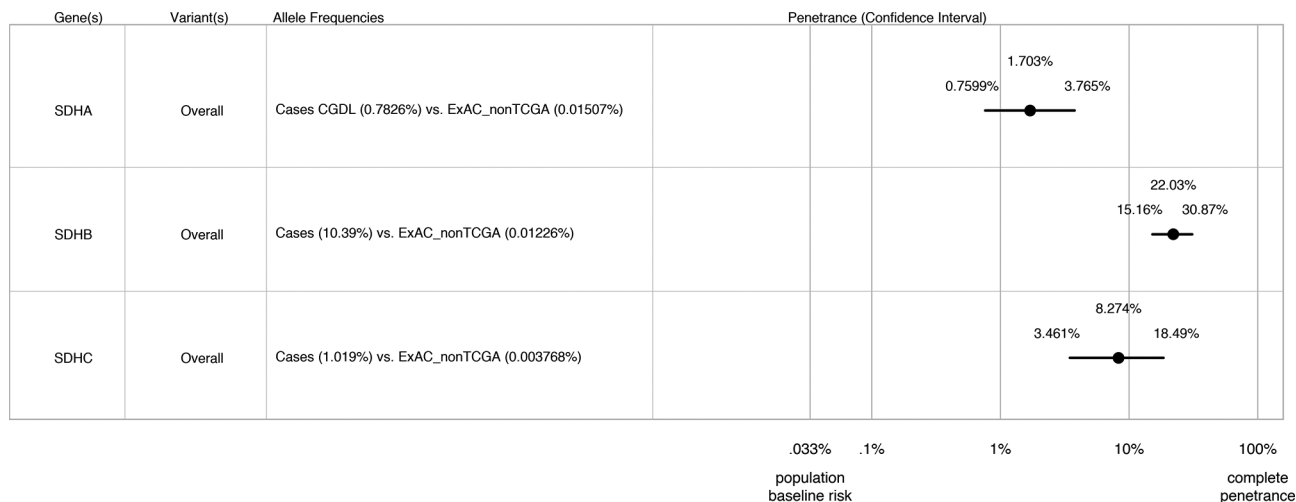 Gene(s) Variant(s) Allele Frequencies Penetrance (Confidence Interval)
1.703%
0.7599% 3.765%
SDHA Overall Cases CGDL (0.7826%) vs. ExAC_nonTCGA (0.01507%)
22.03%
15.16% 30.87%
SDHB Overall Cases (10.39%) vs. ExAC_nonTCGA (0.01226%)
8.274%
3.461% 18.49%
SDHC Overall Cases (1.019%) vs. ExAC_nonTCGA (0.003768%)
.033% .1% 1% 10% 100%
population complete
baseline risk penetrance